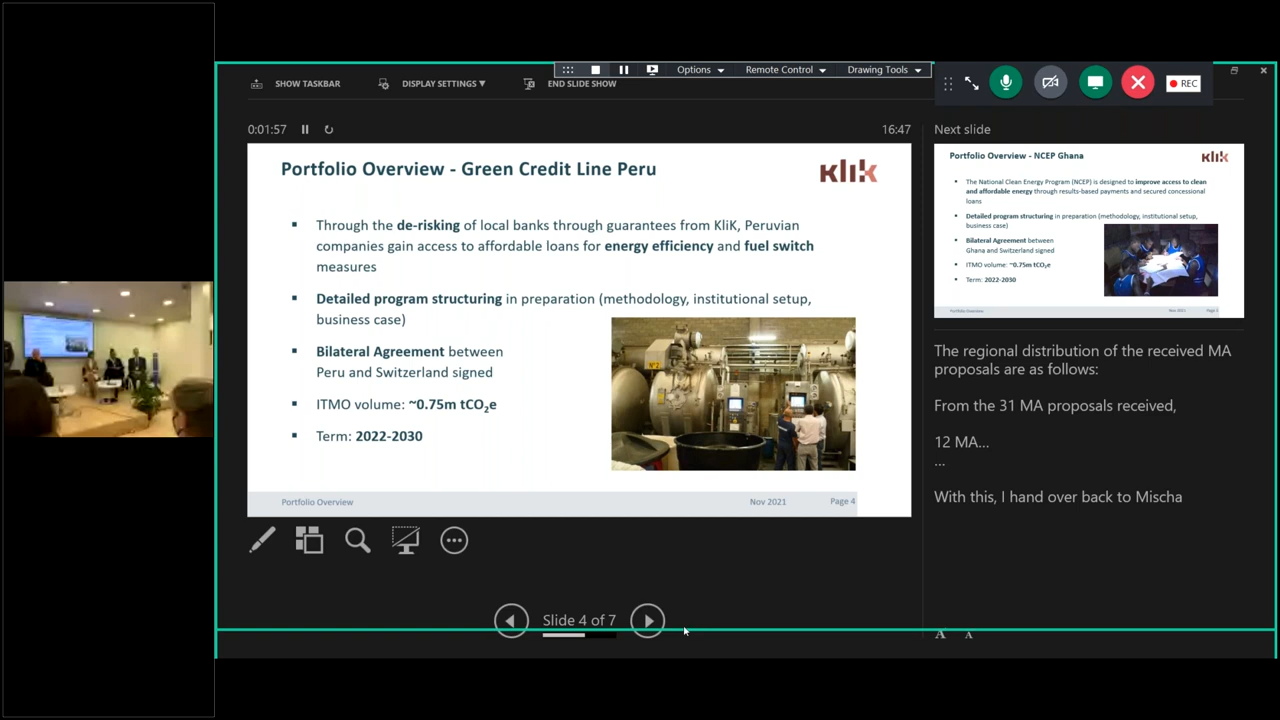 Options
Remote Control
Drawing Tools
SHOW TASKBAR
DISPLAY SETTINGS
END SLIDE SHOW
REC
0:01:57
16:47
Next slide
Portfolio Overview - Green Credit Line Peru
klik
Through the de-risking of local banks through guarantees from KliK, Peruvian
companies gain access to affordable loans for energy efficiency and fuel switch
measures
Detailed program structuring in preparation (methodology, institutional setup,
business case)
Bilateral Agreement between
Peru and Switzerland signed
ITMO volume: ~0.75m tCO₂e
Term: 2022-2030
Portfolio Overview
Nov 2021
Page 4
Portfolio Overview - NCEP Ghana
klik
The National Clean Energy Program (NCEP) is designed to improve access to clean
and affordable energy through results-based payments and secured concessional
loans
Detailed program structuring in preparation (methodology, institutional setup,
business case)
Bilateral Agreement between
Ghana and Switzerland signed
ITMO volume: ~0.75m tCO₂e
Term: 2022-2030
Portfolio Overview
Nov 2021
Page
The regional distribution of the received MA
proposals are as follows:
From the 31 MA proposals received,
12 MA...
...
With this, I hand over back to Mischa
Slide 4 of 7
A A